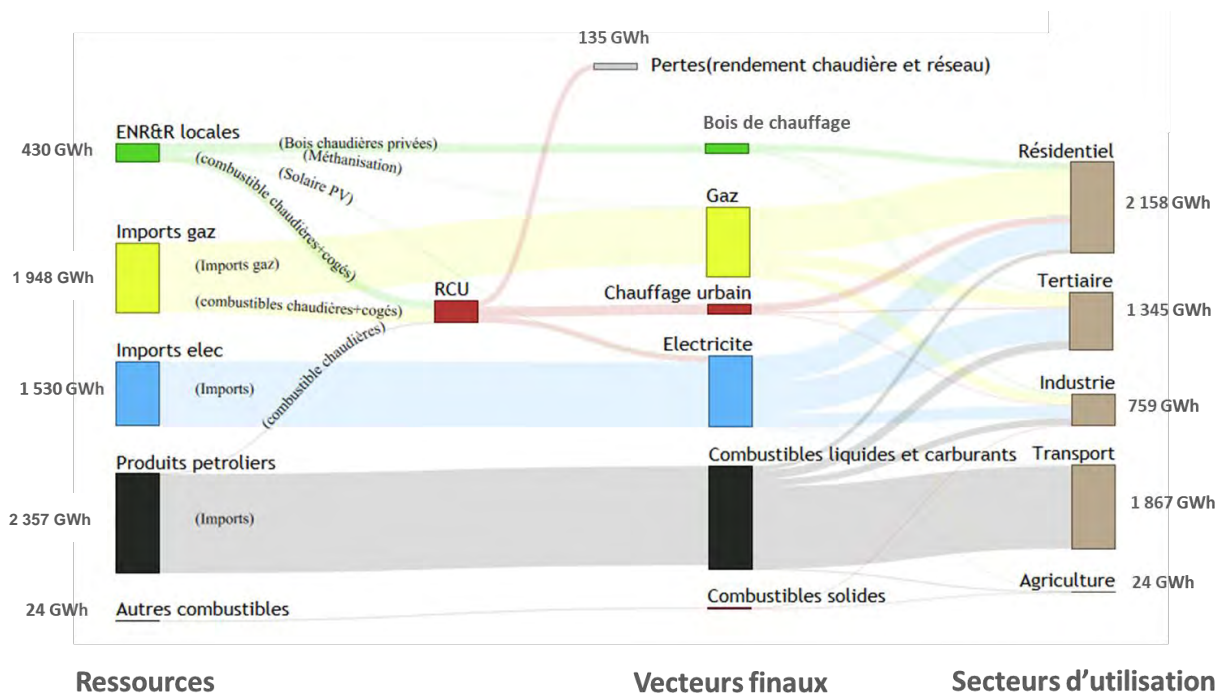 135 GWh
Pertes(rendement chaudière et réseau)
ENR&R locales
430 GWh
(Bois chaudières privées)
(Méthanisation)
(Solaire PV)
(combustible chaudières+cogés)
Bois de chauffage
Résidentiel
2 158 GWh
Imports gaz
1 948 GWh
(Imports gaz)
(combustibles chaudières+cogés)
Gaz
RCU
Chauffage urbain
Tertiaire
1 345 GWh
Imports elec
1 530 GWh
(Imports)
(combustible chaudières)
Electricite
Industrie
759 GWh
Produits petroliers
2 357 GWh
(Imports)
Combustibles liquides et carburants
Transport
1 867 GWh
Autres combustibles
24 GWh
Combustibles solides
Agriculture
24 GWh
Ressources
Vecteurs finaux
Secteurs d'utilisation